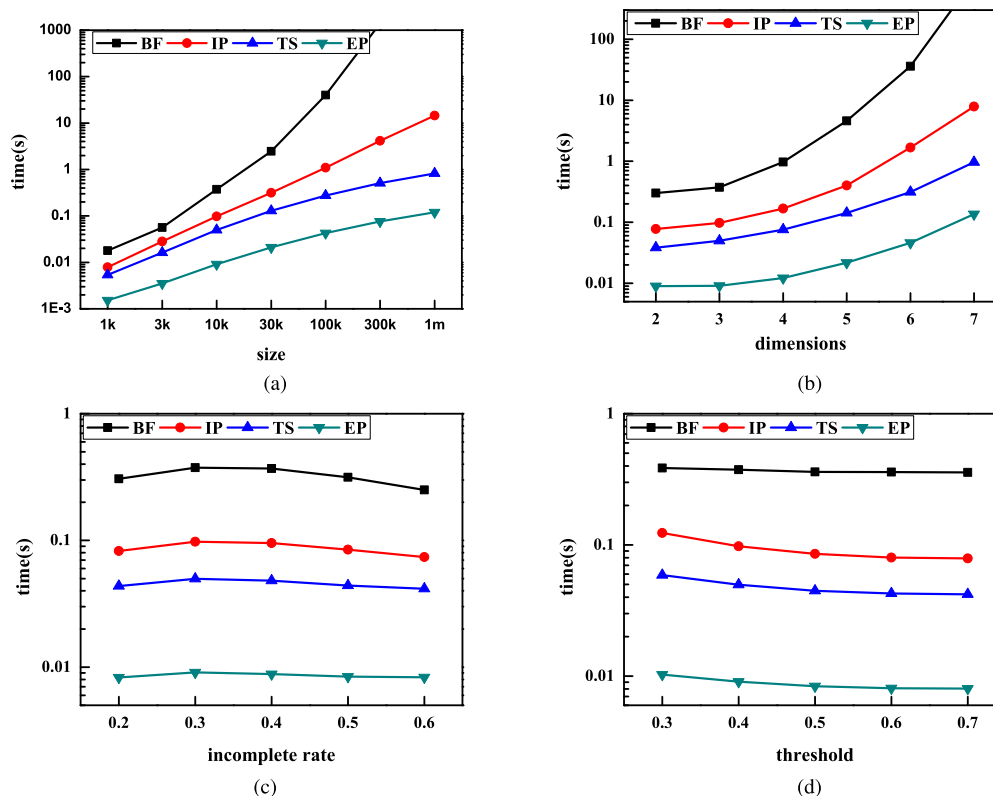 1000
100
10
1
0.1
0.01
1E-3
time(s)
BF IP TS EP
1k 3k 10k 30k 100k 300k 1m
size
(a)
100
10
1
0.1
0.01
time(s)
BF IP TS EP
2 3 4 5 6 7
dimensions
(b)
1
0.1
0.01
time(s)
BF IP TS EP
0.2 0.3 0.4 0.5 0.6
incomplete rate
(c)
1
0.1
0.01
time(s)
BF IP TS EP
0.3 0.4 0.5 0.6 0.7
threshold
(d)